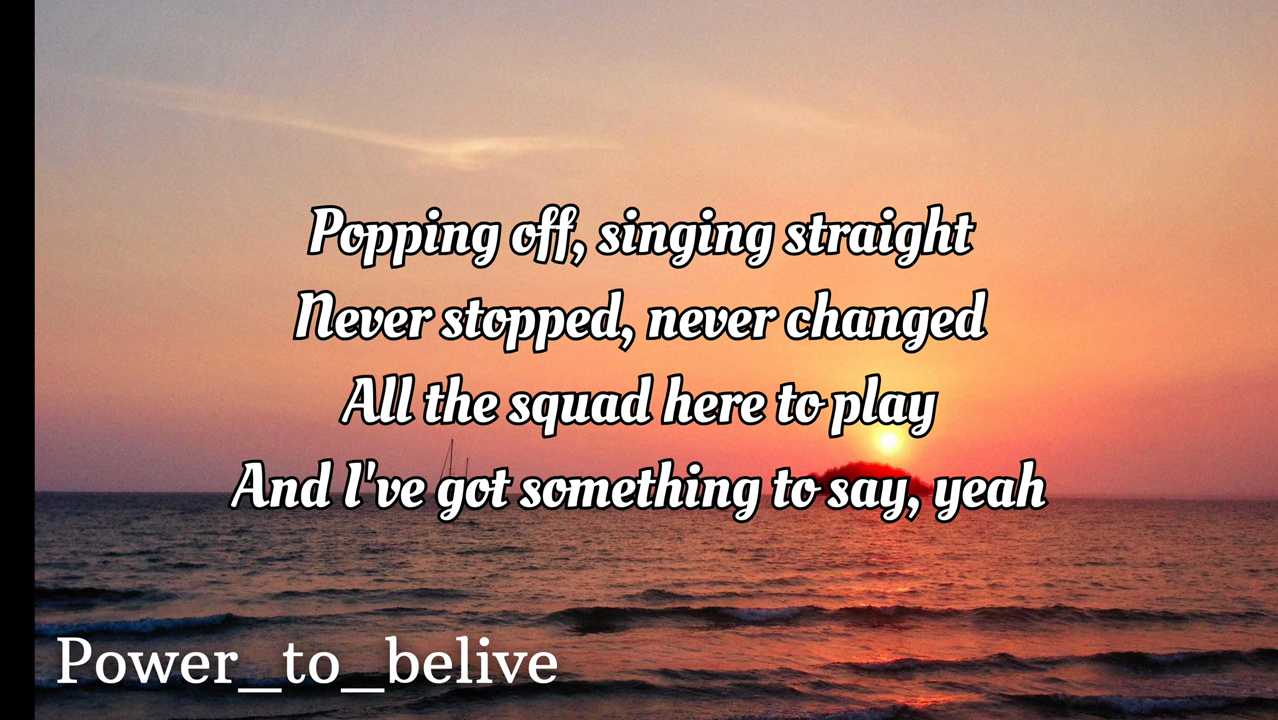 Popping off, singing straight
Never stopped, never changed
All the squad here to play
And I've got something to say, yeah
Power_to_belive